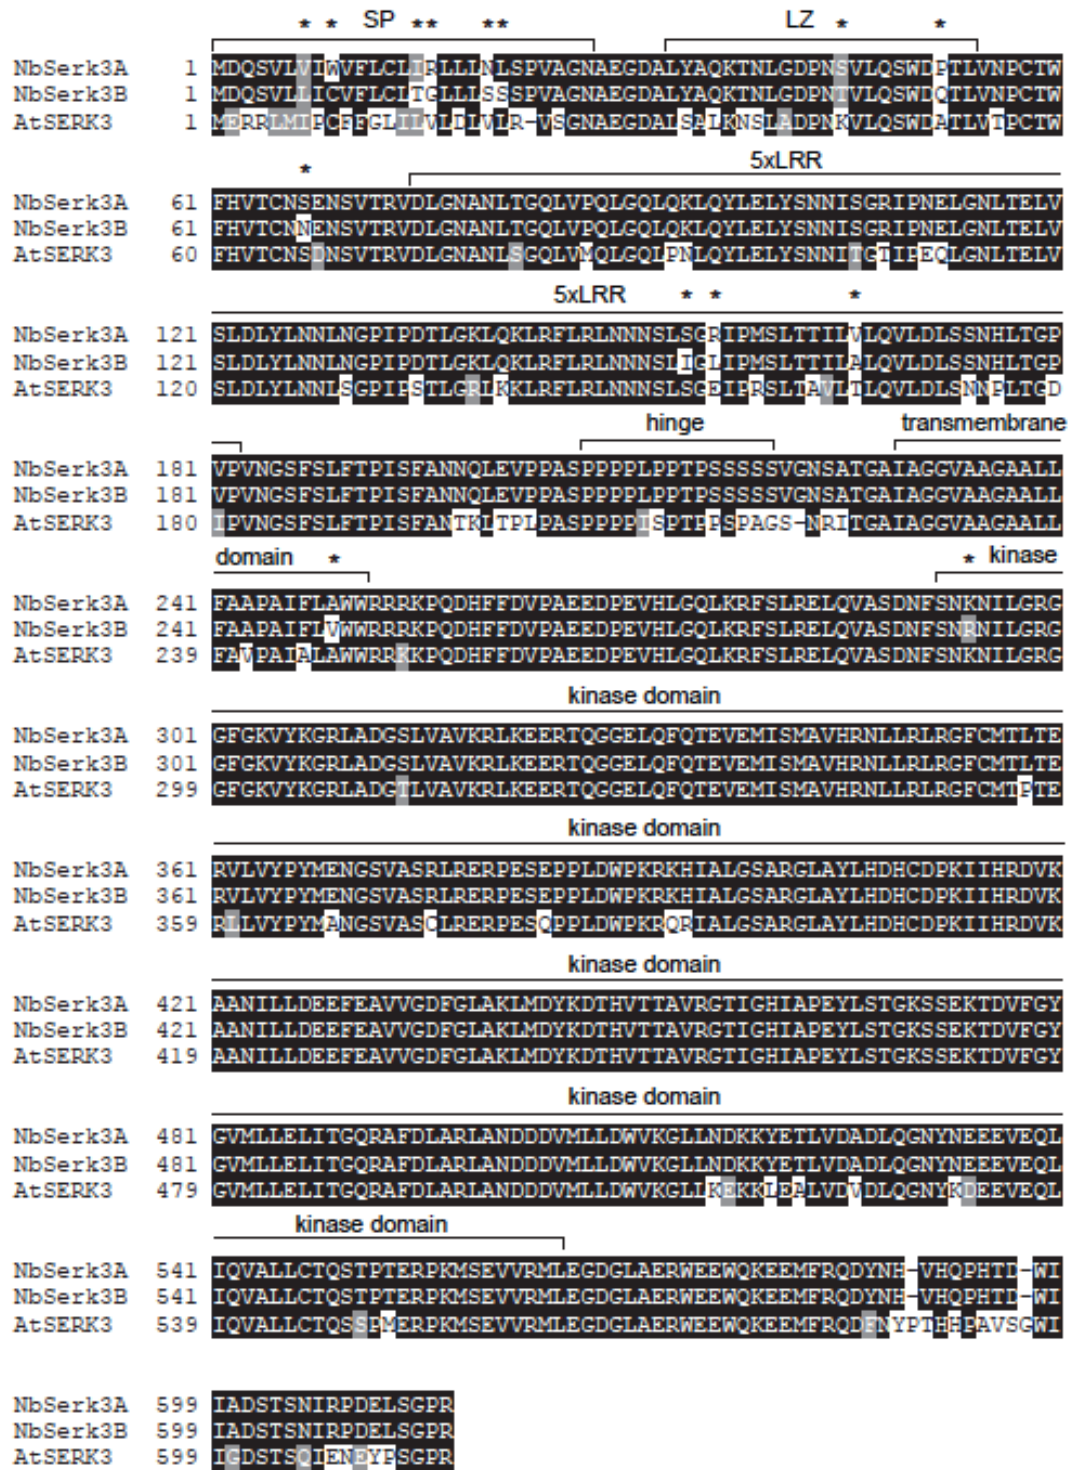 * * SP ** ** LZ * *
NbSerk3A 1 MDQSVLVIWVFLCLIRLLLNLSPVAGNAEGDALYAQKTNLGDPNSVLQSWDPTLVNPCTW
NbSerk3B 1 MDQSVLLICVFLCLTGLLLSSSPVAGNAEGDALYAQKTNLGDPNTVLQSWDQTLVNPCTW
AtSERK3 1 MERRLMIPCFFGLILVLDLVLR-VSGNAEGDALSALKNSLADPNKVLQSWDATLVTPCTW
* 5xLRR
NbSerk3A 61 FHVTCNSENSVTRVDLGNANLTGQLVPQLGQLQKLQYLELYSNNISGRIPNELGNLTELV
NbSerk3B 61 FHVTCNNENSVTRVDLGNANLTGQLVPQLGQLQKLQYLELYSNNISGRIPNELGNLTELV
AtSERK3 60 FHVTCNSDNSVTRVDLGNANLSGQLVMQLGQLPNLQYLELYSNNITGTIPEQLGNLTELV
5xLRR * * *
NbSerk3A 121 SLDLYLNNLNGPIPDTLGKLQKLRFLRLNNNSLSGRIPMSLTTILVLQVLDLSSNHLTGP
NbSerk3B 121 SLDLYLNNLNGPIPDTLGKLQKLRFLRLNNNSLIGLIPMSLTTILALQVLDLSSNHLTGP
AtSERK3 120 SLDLYLNNLSGPIPSTLGRLKKLRFLRLNNNSLSGEIPRSLTAVLTLQVLDLSNNPLTGD
hinge transmembrane
NbSerk3A 181 VPVNGSFSLFTPISFANNQLEVPPASPPPPLPPTPSSSSSVGNSATGAIAGGVAAGAALL
NbSerk3B 181 VPVNGSFSLFTPISFANNQLEVPPASPPPPLPPTPSSSSSVGNSATGAIAGGVAAGAALL
AtSERK3 180 IPVNGSFSLFTPISFANTKLTPLPASPPPPISPTPPSPAGS-NRITGAIAGGVAAGAALL
domain * * kinase
NbSerk3A 241 FAAPAIFLAWWRRRKPQDHFFDVPAEEDPEVHLGQLKRFSLRELQVASDNFSNKNILGRG
NbSerk3B 241 FAAPAIFLVWWRRRKPQDHFFDVPAEEDPEVHLGQLKRFSLRELQVASDNFSNRNILGRG
AtSERK3 239 FAVPAIALAWWRRKKPQDHFFDVPAEEDPEVHLGQLKRFSLRELQVASDNFSNKNILGRG
kinase domain
NbSerk3A 301 GFGKVYKGRLADGSLVAVKRLKEERTQGGELQFQTEVEMISMAVHRNLLRLRGFCMTLTE
NbSerk3B 301 GFGKVYKGRLADGSLVAVKRLKEERTQGGELQFQTEVEMISMAVHRNLLRLRGFCMTLTE
AtSERK3 299 GFGKVYKGRLADGTLVAVKRLKEERTQGGELQFQTEVEMISMAVHRNLLRLRGFCMTPTE
kinase domain
NbSerk3A 361 RVLVYPYMENGSVASRLRERPESEPPLDWPKRKHIALGSARGLAYLHDHCDPKIIHRDVK
NbSerk3B 361 RVLVYPYMENGSVASRLRERPESEPPLDWPKRKHIALGSARGLAYLHDHCDPKIIHRDVK
AtSERK3 359 RLLVYPYMANGSVASCLRERPESQPPLDWPKRQRIALGSARGLAYLHDHCDPKIIHRDVK
kinase domain
NbSerk3A 421 AANILLDEEFEAVVGDFGLAKLMDYKDTHVTTAVRGTIGHIAPEYLSTGKSSEKTDVFGY
NbSerk3B 421 AANILLDEEFEAVVGDFGLAKLMDYKDTHVTTAVRGTIGHIAPEYLSTGKSSEKTDVFGY
AtSERK3 419 AANILLDEEFEAVVGDFGLAKLMDYKDTHVTTAVRGTIGHIAPEYLSTGKSSEKTDVFGY
kinase domain
NbSerk3A 481 GVMLLELITGQRAFDLARLANDDDVMLLDWVKGLLNDKKYETLVDADLQGNYNEEEVEQL
NbSerk3B 481 GVMLLELITGQRAFDLARLANDDDVMLLDWVKGLLNDKKYETLVDADLQGNYNEEEVEQL
AtSERK3 479 GVMLLELITGQRAFDLARLANDDDVMLLDWVKGLLKEKKLEALVDVDLQGNYKDEEVEQL
kinase domain
NbSerk3A 541 IQVALLCTQSTPTERPKMSEVVRMLEGDGLAERWEEWQKEEMFRQDYNH-VHQPHTD-WI
NbSerk3B 541 IQVALLCTQSTPTERPKMSEVVRMLEGDGLAERWEEWQKEEMFRQDYNH-VHQPHTD-WI
AtSERK3 539 IQVALLCTQSSPMERPKMSEVVRMLEGDGLAERWEEWQKEEMFRQDFNYPTHHPAVSGWI
NbSerk3A 599 IADSTSNIRPDELSGPR
NbSerk3B 599 IADSTSNIRPDELSGPR
AtSERK3 599 IGDSTSQIENEYPSGPR